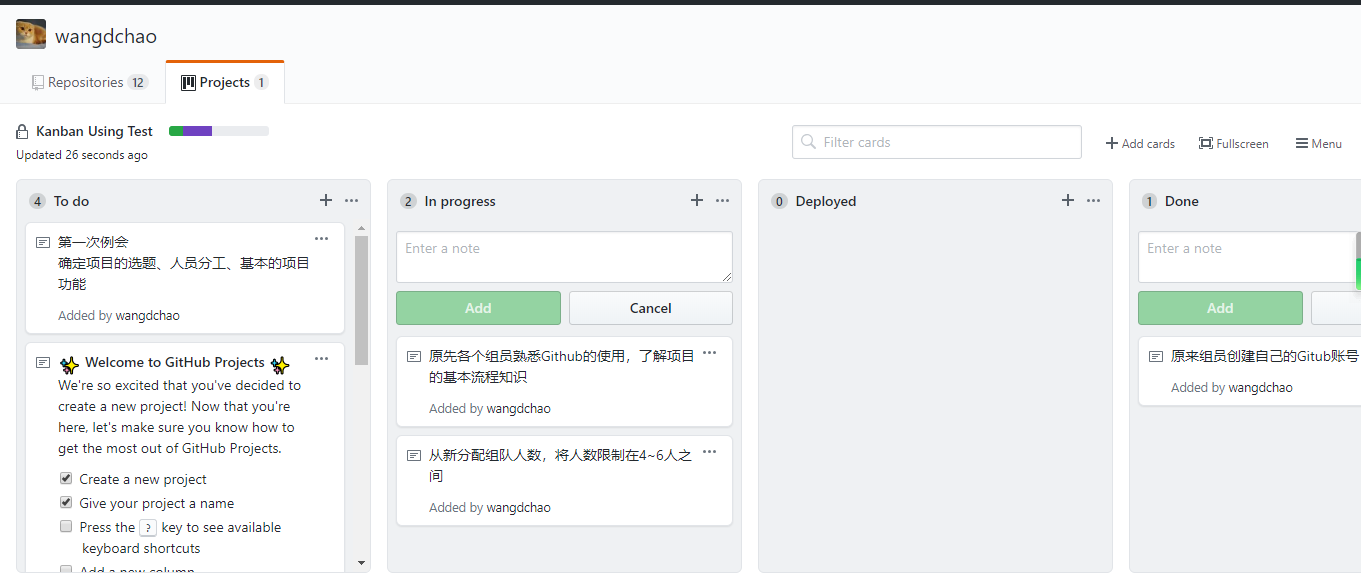 wangdchao
Repositories 12
Projects 1
Kanban Using Test
Updated 26 seconds ago
Filter cards
Add cards
Fullscreen
Menu
4 To do
第一次例会
确定项目的选题、人员分工、基本的项目
功能
Added by wangdchao
Welcome to GitHub Projects
We're so excited that you've decided to
create a new project! Now that you're
here, let's make sure you know how to
get the most out of GitHub Projects.
Create a new project
Give your project a name
Press the ? key to see available
keyboard shortcuts
Add a new column
2 In progress
Enter a note
Add
Cancel
原先各个组员熟悉Github的使用，了解项目
的基本流程知识
Added by wangdchao
从新分配组队人数，将人数限制在4~6人之
间
Added by wangdchao
0 Deployed
1 Done
Enter a note
Add
原来组员创建自己的Gitub账号
Added by wangdchao